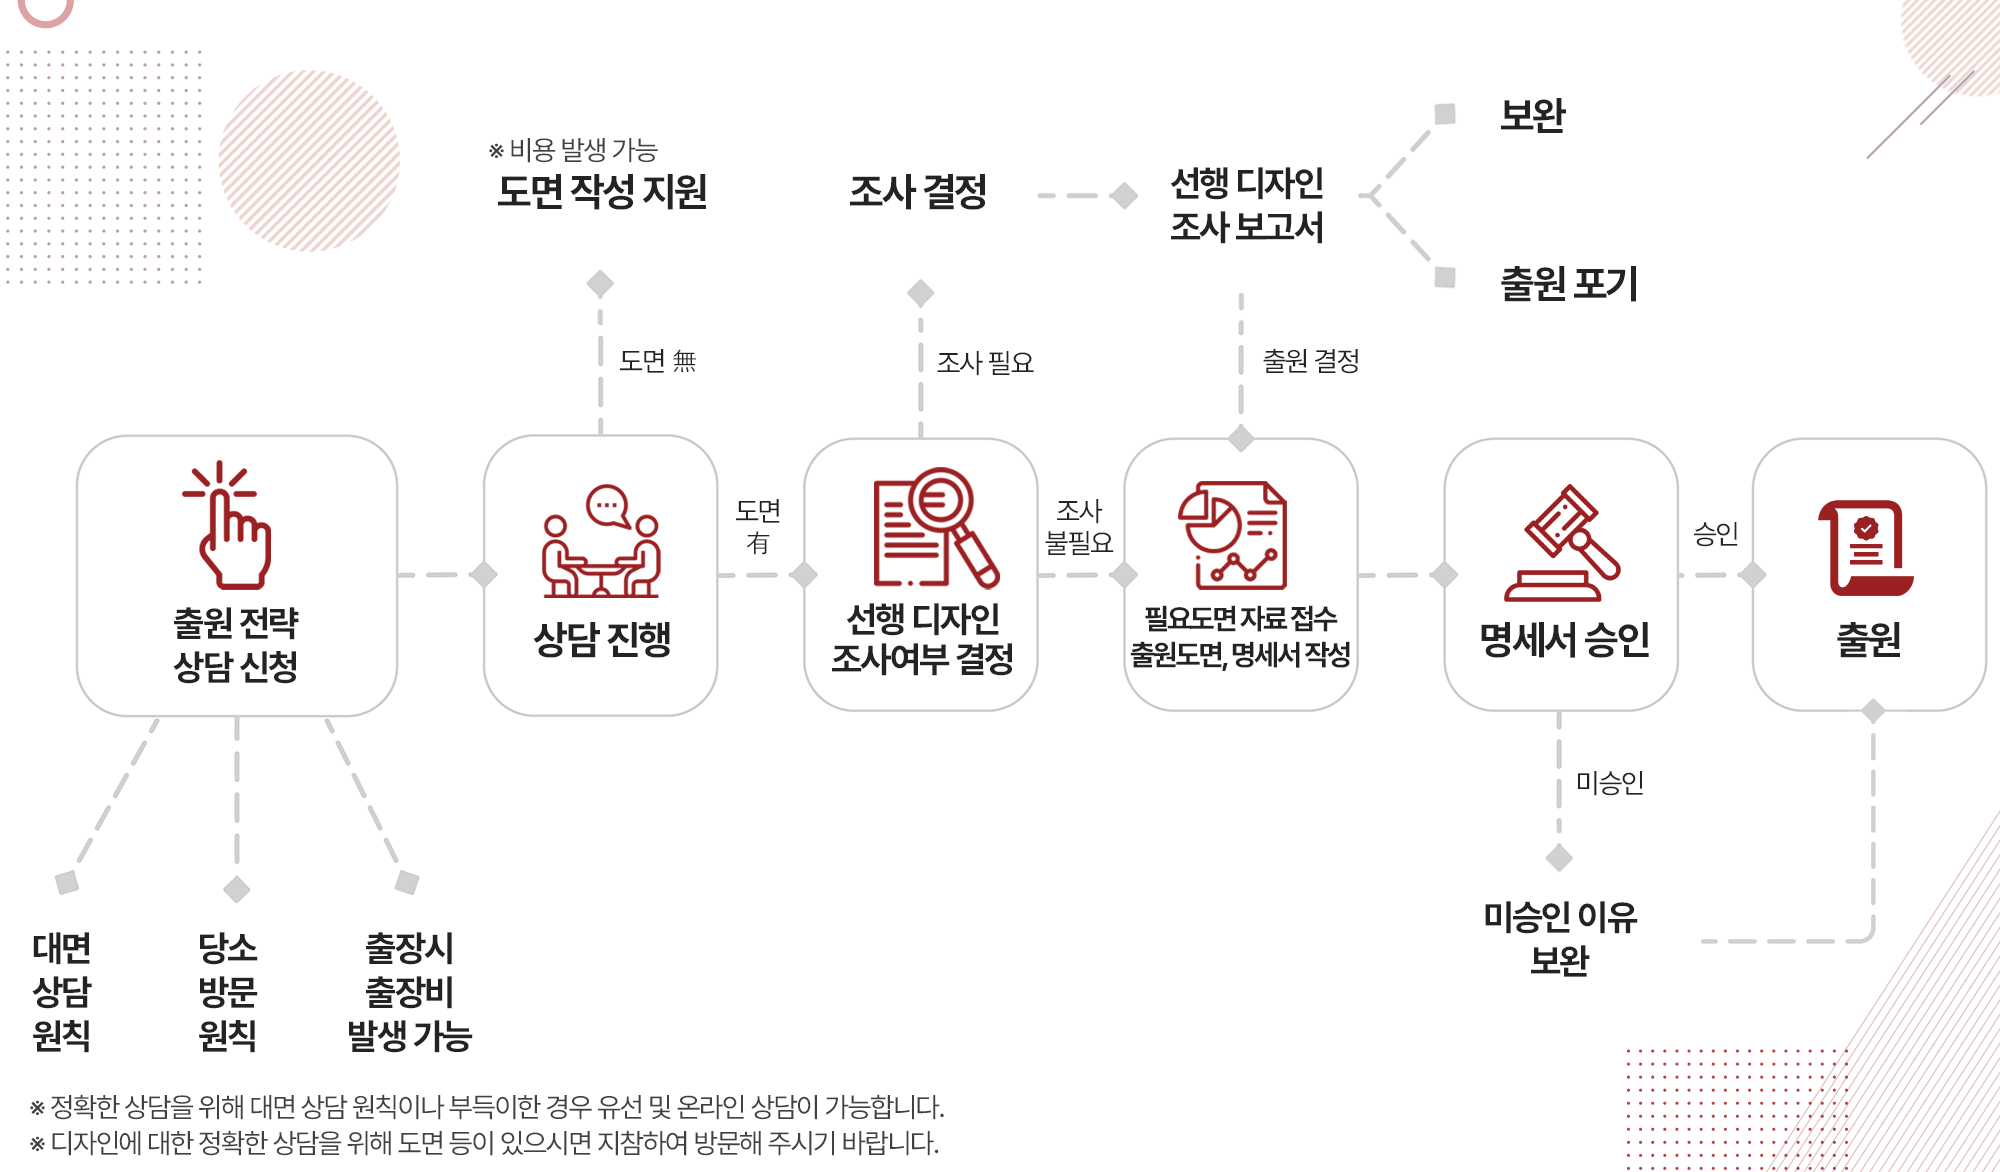 ※ 비용 발생 가능
도면 작성 지원
조사 결정
선행 디자인
조사 보고서
보완
출원 포기
도면 無
조사 필요
출원 결정
출원 전략
상담 신청
상담 진행
도면
有
선행 디자인
조사여부 결정
조사
불필요
필요도면 자료 접수
출원도면, 명세서 작성
명세서 승인
승인
출원
미승인
미승인 이유
보완
대면
상담
원칙
당소
방문
원칙
출장시
출장비
발생 가능
※ 정확한 상담을 위해 대면 상담 원칙이나 부득이한 경우 유선 및 온라인 상담이 가능합니다.
※ 디자인에 대한 정확한 상담을 위해 도면 등이 있으시면 지참하여 방문해 주시기 바랍니다.